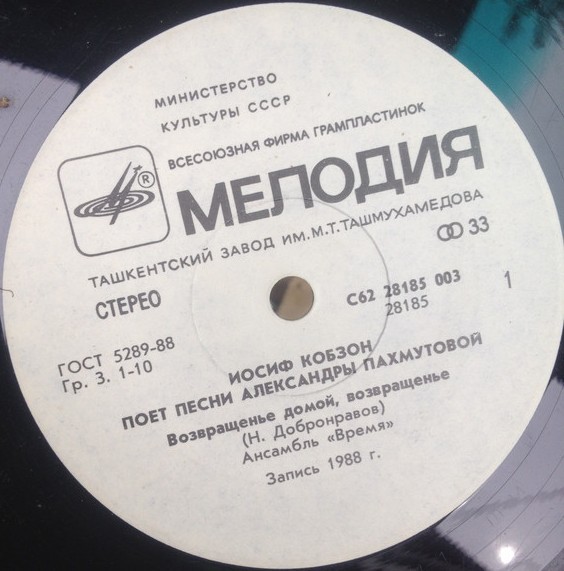 МИНИСТЕРСТВО
КУЛЬТУРЫ СССР
ВСЕСОЮЗНАЯ ФИРМА ГРАМПЛАСТИНОК
®
МЕЛОДИЯ
ТАШКЕНТСКИЙ ЗАВОД ИМ.М.Т.ТАШМУХАМЕДОВА
СТЕРЕО
33
С62 28185 003
28185
1
ГОСТ 5289-88
Гр. 3. 1-10
ИОСИФ КОБЗОН
ПОЕТ ПЕСНИ АЛЕКСАНДРЫ ПАХМУТОВОЙ
Возвращенье домой, возвращенье
(Н. Добронравов)
Ансамбль «Время»
Запись 1988 г.